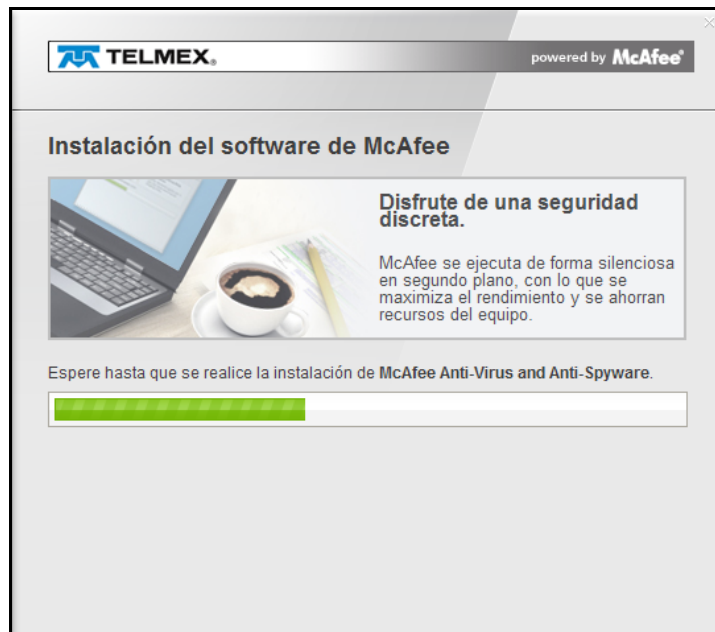 TELMEX®
powered by McAfee®
Instalación del software de McAfee
Disfrute de una seguridad
discreta.
McAfee se ejecuta de forma silenciosa
en segundo plano, con lo que se
maximiza el rendimiento y se ahorran
recursos del equipo.
Espere hasta que se realice la instalación de McAfee Anti-Virus and Anti-Spyware.